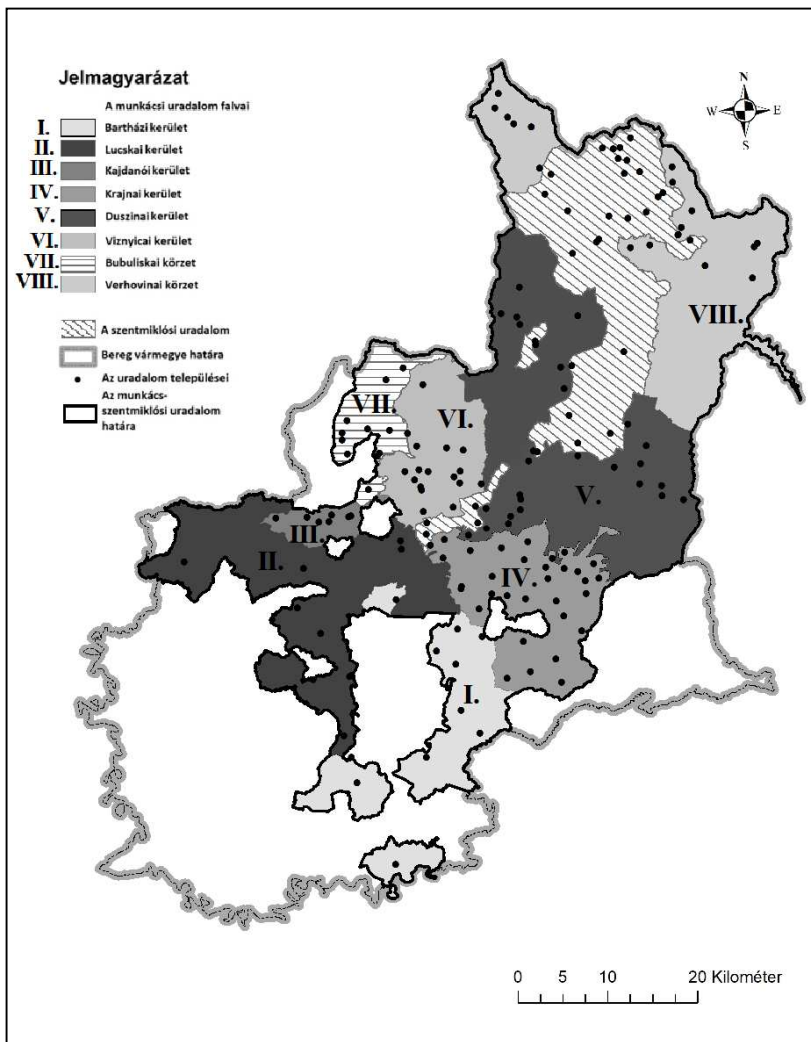 Jelmagyarázat
A munkácsi uradalom falvai
I. Bartházi kerület
II. Lucskai kerület
III. Kajdanói kerület
IV. Krajnai kerület
V. Duszinai kerület
VI. Viznyicai kerület
VII. Bubuliskai körzet
VIII. Verhovinai körzet
A szentmiklósi uradalom
Bereg vármegye határa
Az uradalom települései
Az munkács-
szentmiklósi uradalom
határa
N
W E
S
VIII.
VII.
VI.
V.
III.
II.
IV.
I.
0 5 10 20 Kilométer